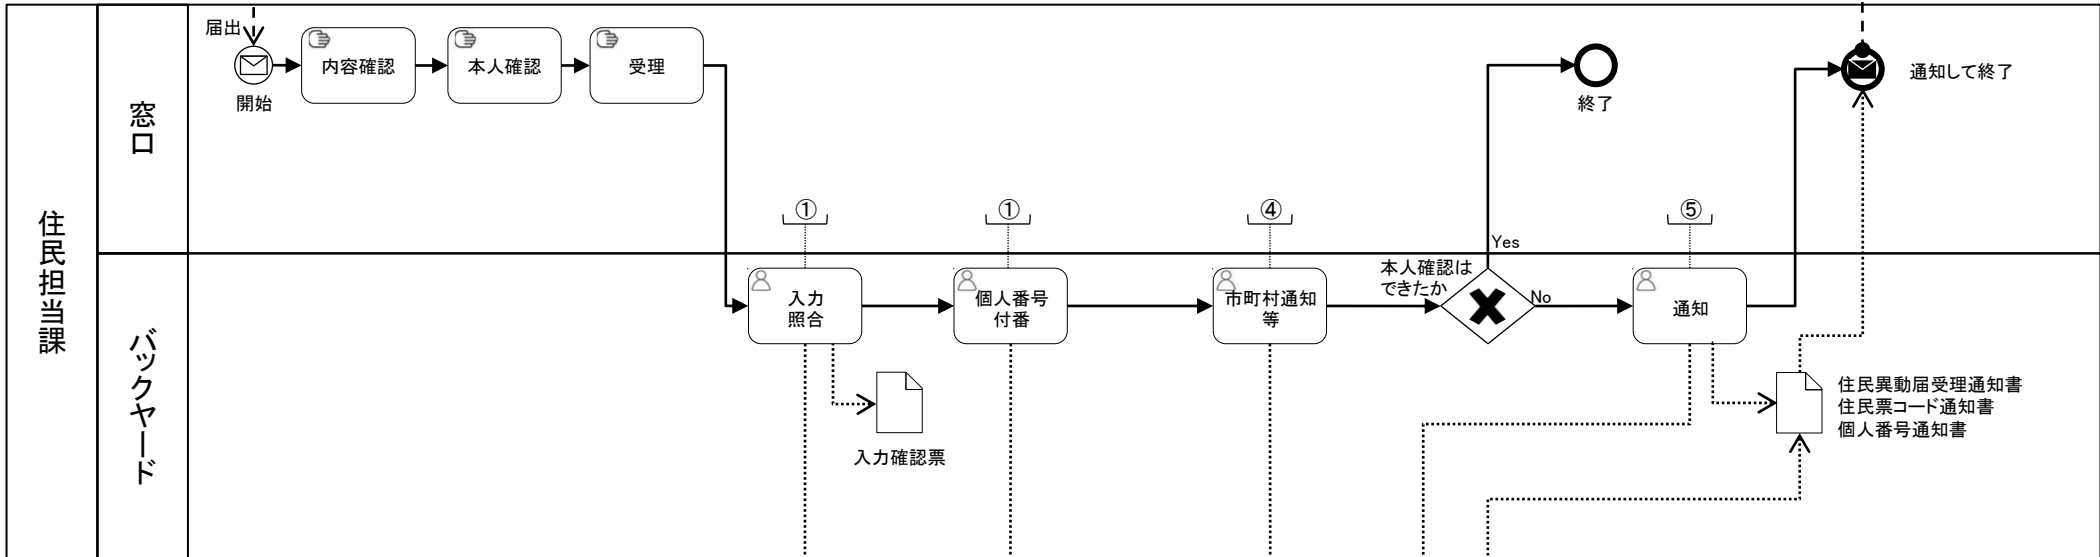 住民担当課
窓口
届出
開始
内容確認
本人確認
受理
終了
通知して終了
①
①
④
⑤
Yes
バックヤード
入力
照合
個人番号
付番
市町村通知
等
本人確認は
できたか
No
通知
入力確認票
住民異動届受理通知書
住民票コード通知書
個人番号通知書